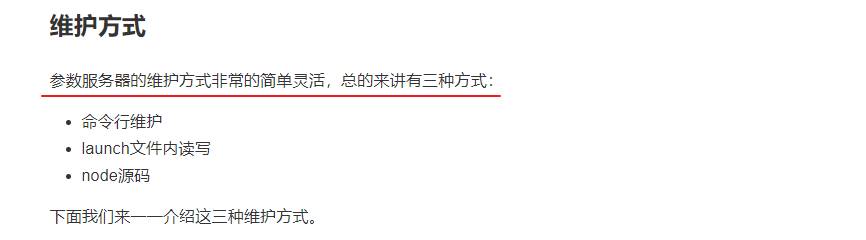 维护方式
参数服务器的维护方式非常的简单灵活，总的来讲有三种方式：
命令行维护
launch文件内读写
node源码
下面我们来一一介绍这三种维护方式。